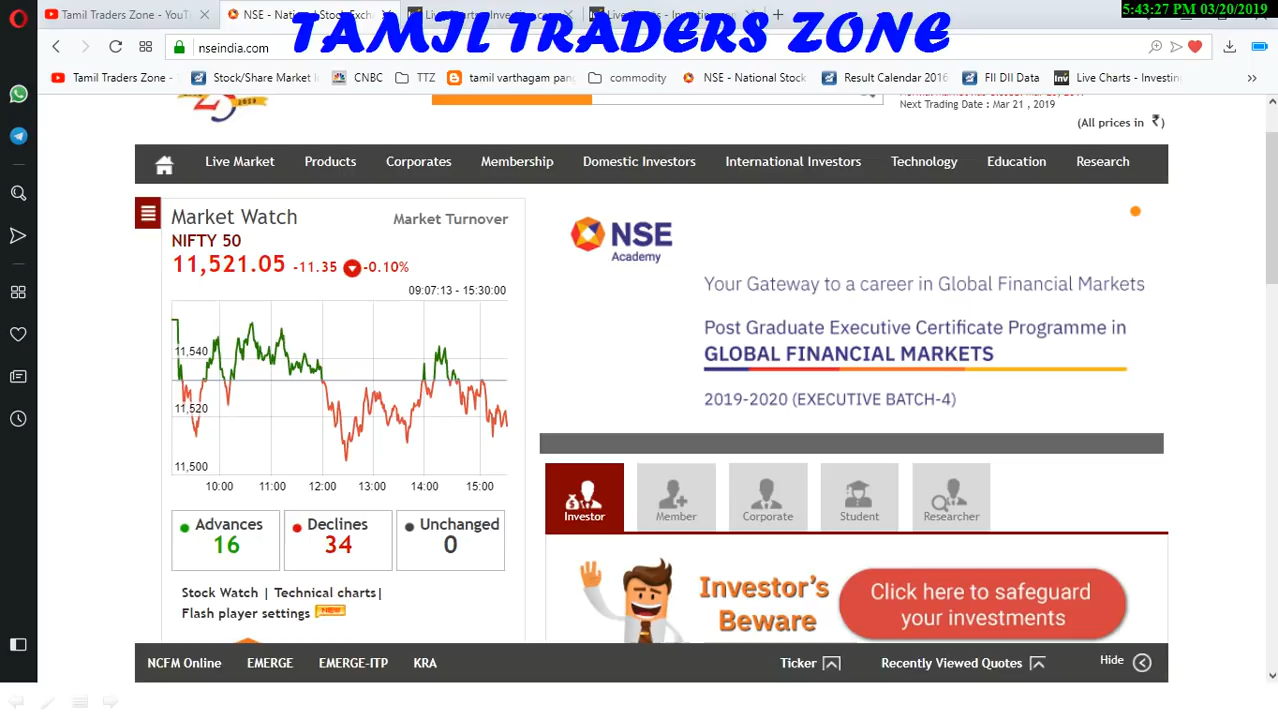 5:43:27 PM 03/20/2019
Tamil Traders Zone - YouT
NSE - National Stock Exch
TAMIL TRADERS ZONE
nseindia.com
Tamil Traders Zone -
Stock/Share Market
CNBC
TTZ
tamil varthagam pan
commodity
NSE - National Stock
Result Calendar 2016
FII DII Data
Live Charts - Investin
Next Trading Date : Mar 21 , 2019
(All prices in ₹)
Live Market
Products
Corporates
Membership
Domestic Investors
International Investors
Technology
Education
Research
Market Watch
Market Turnover
NIFTY 50
11,521.05 -11.35 -0.10%
09:07:13 - 15:30:00
11,540
11,520
11,500
10:00 11:00 12:00 13:00 14:00 15:00
Advances
16
Declines
34
Unchanged
0
Stock Watch | Technical charts|
Flash player settings NEW
NSE
Academy
Your Gateway to a career in Global Financial Markets
Post Graduate Executive Certificate Programme in
GLOBAL FINANCIAL MARKETS
2019-2020 (EXECUTIVE BATCH-4)
Investor
Member
Corporate
Student
Researcher
Investor's
Beware
Click here to safeguard
your investments
NCFM Online
EMERGE
EMERGE-ITP
KRA
Ticker
Recently Viewed Quotes
Hide